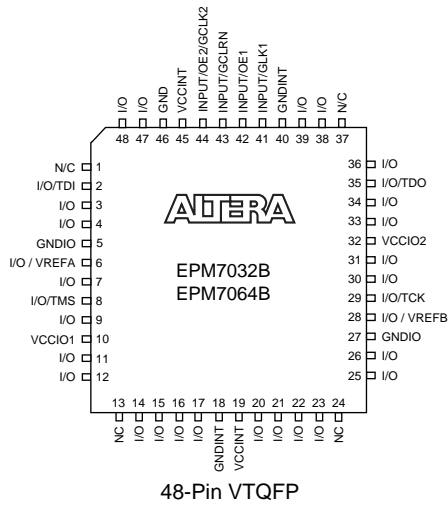 I/O
I/O
GND
VCCINT
INPUT/OE2/GCLK2
INPUT/GCLRN
INPUT/OE1
INPUT/GLK1
GNDINT
I/O
I/O
N/C
48 47 46 45 44 43 42 41 40 39 38 37
N/C 1
I/O/TDI 2
I/O 3
I/O 4
GNDIO 5
I/O / VREFA 6
I/O 7
I/O/TMS 8
I/O 9
VCCIO1 10
I/O 11
I/O 12
ALTERA
EPM7032B
EPM7064B
36 I/O
35 I/O/TDO
34 I/O
33 I/O
32 VCCIO2
31 I/O
30 I/O
29 I/O/TCK
28 I/O / VREFB
27 GNDIO
26 I/O
25 I/O
13 14 15 16 17 18 19 20 21 22 23 24
NC
I/O
I/O
I/O
I/O
GNDINT
VCCINT
I/O
I/O
I/O
I/O
NC
48-Pin VTQFP